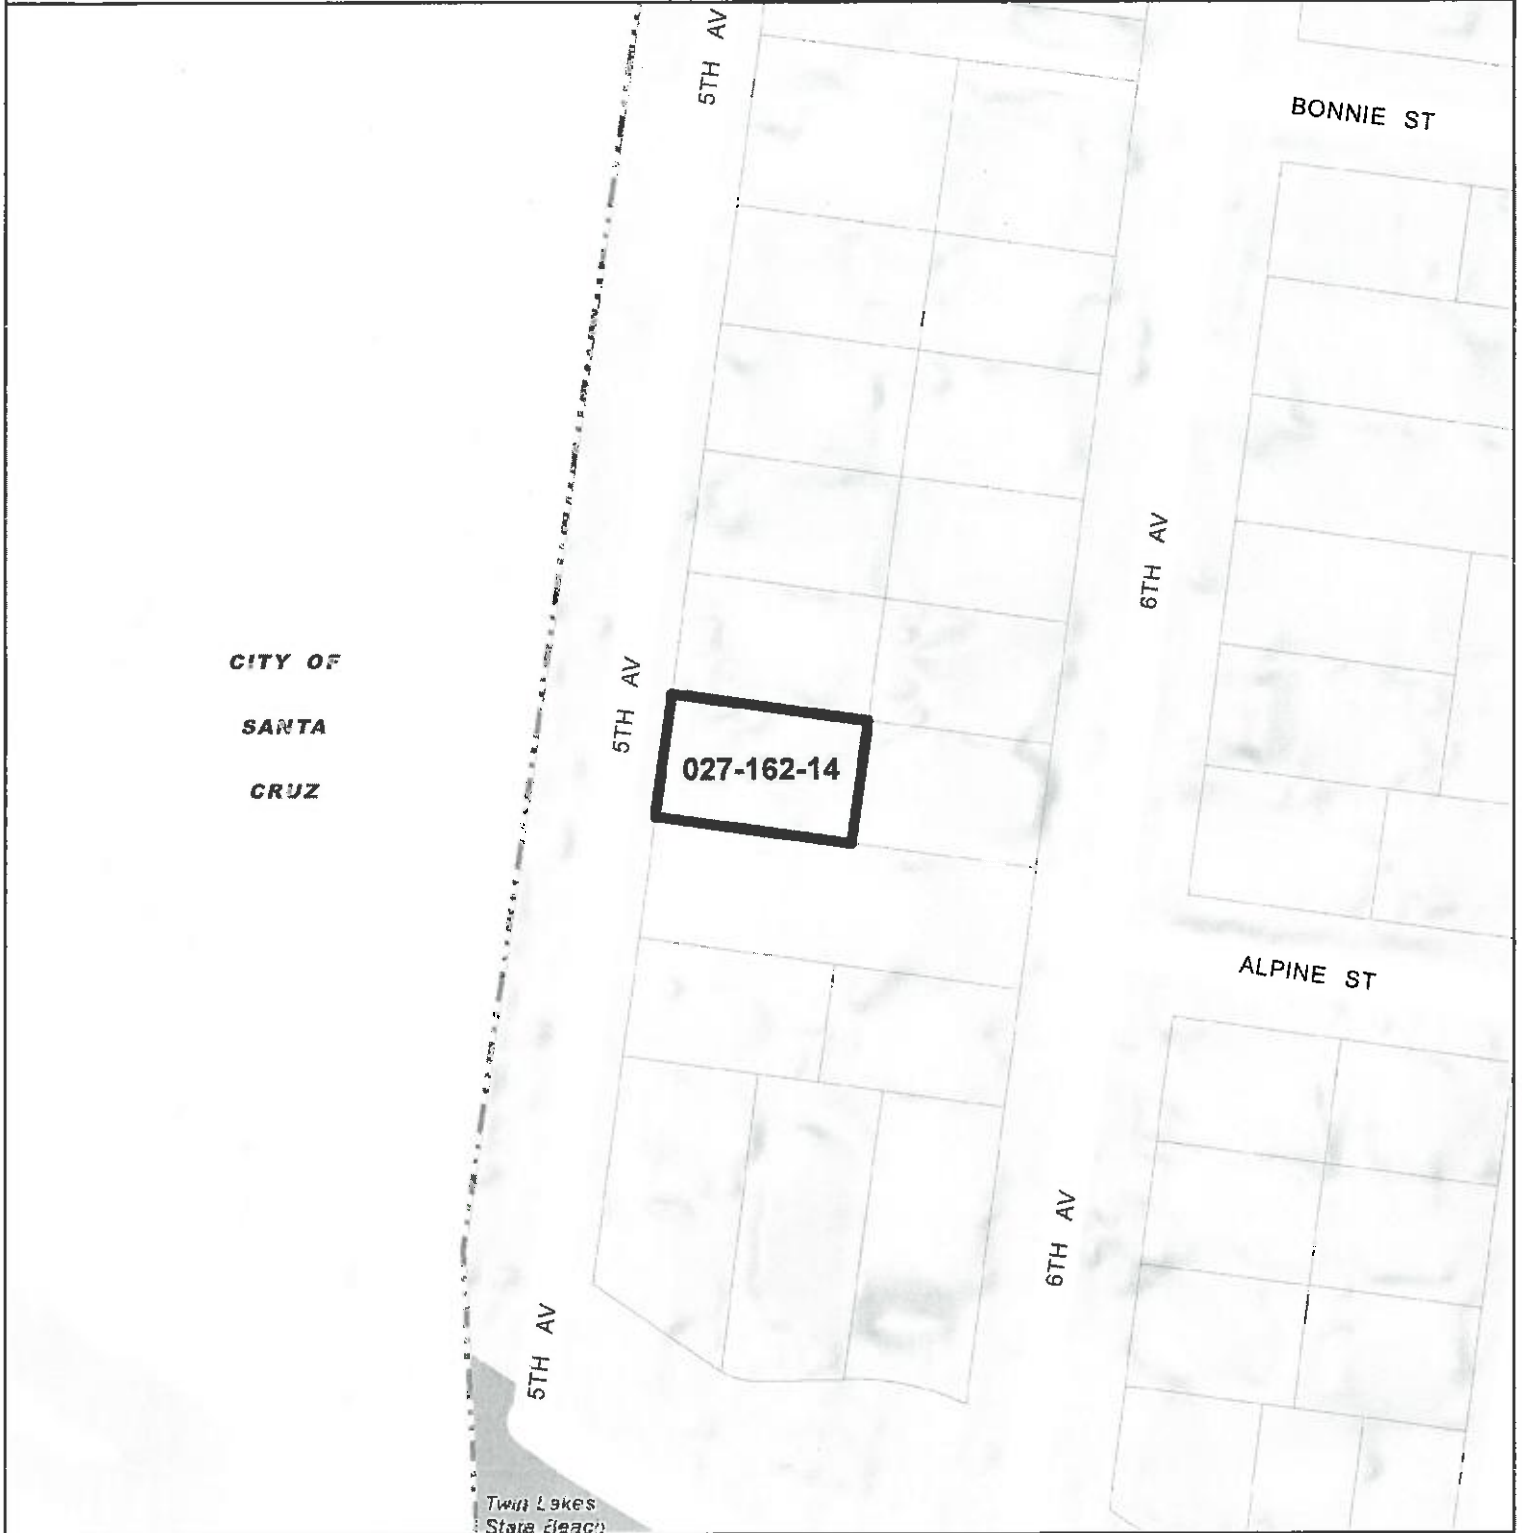 5TH AV
BONNIE ST
6TH AV
CITY OF
SANTA
CRUZ
5TH AV
027-162-14
ALPINE ST
6TH AV
5TH AV
Twin Lakes
State Beach